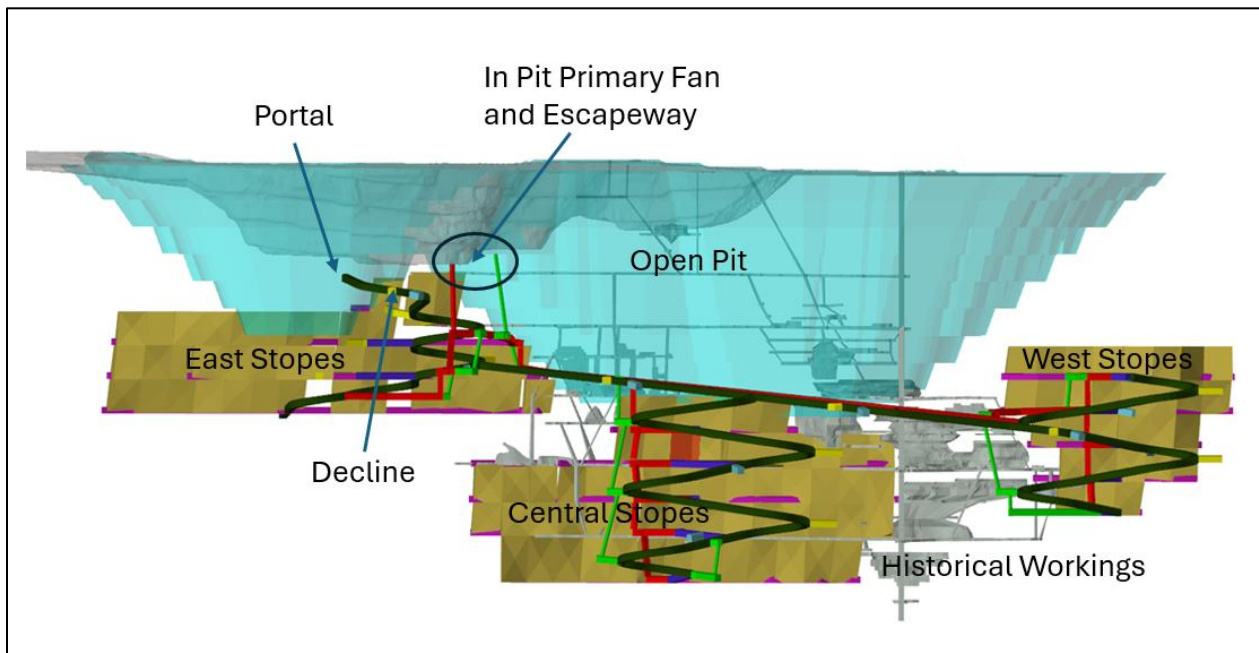 In Pit Primary Fan
and Escapeway
Portal
Open Pit
East Stopes
West Stopes
Decline
Central Stopes
Historical Workings